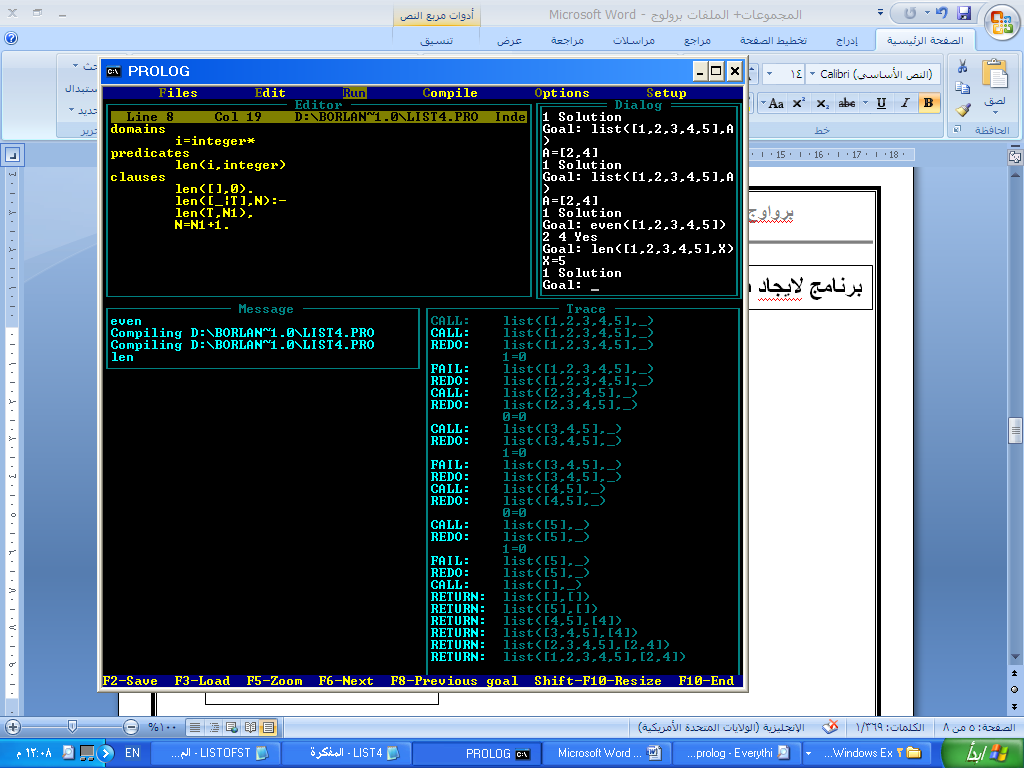 المجموعات+ الملفات برولوج - Microsoft Word
أدوات مربع النص
الصفحة الرئيسية
إدراج
تخطيط الصفحة
مراجع
مراسلات
مراجعة
عرض
تنسيق
لصق
الحافظة
(النص الأساسي) Calibri
١٤
B I U abc x₂ x² Aa
خط
PROLOG
Files Edit Run Compile Options Setup
Editor
Line 8 Col 19 D:\BORLAN~1.0\LIST4.PRO Inde
domains
i=integer*
predicates
len(i,integer)
clauses
len([],0).
len([_¦T],N):-
len(T,N1),
N=N1+1.
Dialog
1 Solution
Goal: list([1,2,3,4,5],A
)
A=[2,4]
1 Solution
Goal: list([1,2,3,4,5],A
)
A=[2,4]
1 Solution
Goal: even([1,2,3,4,5])
2 4 Yes
Goal: len([1,2,3,4,5],X)
X=5
1 Solution
Goal: _
Message
even
Compiling D:\BORLAN~1.0\LIST4.PRO
Compiling D:\BORLAN~1.0\LIST4.PRO
len
Trace
CALL: list([1,2,3,4,5],_)
CALL: list([1,2,3,4,5],_)
REDO: list([1,2,3,4,5],_)
1=0
FAIL: list([1,2,3,4,5],_)
REDO: list([1,2,3,4,5],_)
CALL: list([2,3,4,5],_)
REDO: list([2,3,4,5],_)
0=0
CALL: list([3,4,5],_)
REDO: list([3,4,5],_)
1=0
FAIL: list([3,4,5],_)
REDO: list([3,4,5],_)
CALL: list([4,5],_)
REDO: list([4,5],_)
0=0
CALL: list([5],_)
REDO: list([5],_)
1=0
FAIL: list([5],_)
REDO: list([5],_)
CALL: list([],_)
RETURN: list([],[])
RETURN: list([5],[])
RETURN: list([4,5],[4])
RETURN: list([3,4,5],[4])
RETURN: list([2,3,4,5],[2,4])
RETURN: list([1,2,3,4,5],[2,4])
F2-Save F3-Load F5-Zoom F6-Next F8-Previous goal Shift-F10-Resize F10-End
برنامج لايجاد
الصفحة: ٥ من ٨
الكلمات: ١/٣٦٩
الإنجليزية (الولايات المتحدة الأمريكية)
%١٠٠
ابدأ
٢ Windows Ex...
prolog - Everythi...
Microsoft Word ...
PROLOG
LIST4 - المفكرة
LISTOFST - الم...
EN
١٢:٠٨ م